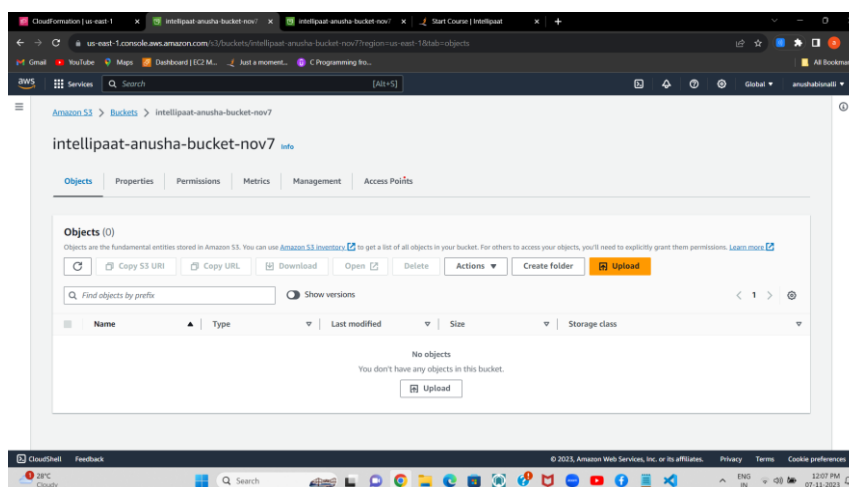 CloudFormation | us-east-1
intellipaat-anusha-bucket-nov7
intellipaat-anusha-bucket-nov7
Start Course | Intellipaat
us-east-1.console.aws.amazon.com/s3/buckets/intellipaat-anusha-bucket-nov7?region=us-east-1&tab=objects
Gmail YouTube Maps Dashboard | EC2 M... Just a moment... C Programming fro... All Bookmar
aws Services Search [Alt+S] Global anushabisnalli
Amazon S3 > Buckets > intellipaat-anusha-bucket-nov7
intellipaat-anusha-bucket-nov7 Info
Objects Properties Permissions Metrics Management Access Points
Objects (0)
Objects are the fundamental entities stored in Amazon S3. You can use Amazon S3 inventory to get a list of all objects in your bucket. For others to access your objects, you'll need to explicitly grant them permissions. Learn more
Copy S3 URI Copy URL Download Open Delete Actions Create folder Upload
Find objects by prefix Show versions 1
Name Type Last modified Size Storage class
No objects
You don't have any objects in this bucket.
Upload
CloudShell Feedback © 2023, Amazon Web Services, Inc. or its affiliates. Privacy Terms Cookie preferences
28°C
Cloudy
Search
ENG
IN
12:07 PM
07-11-2023